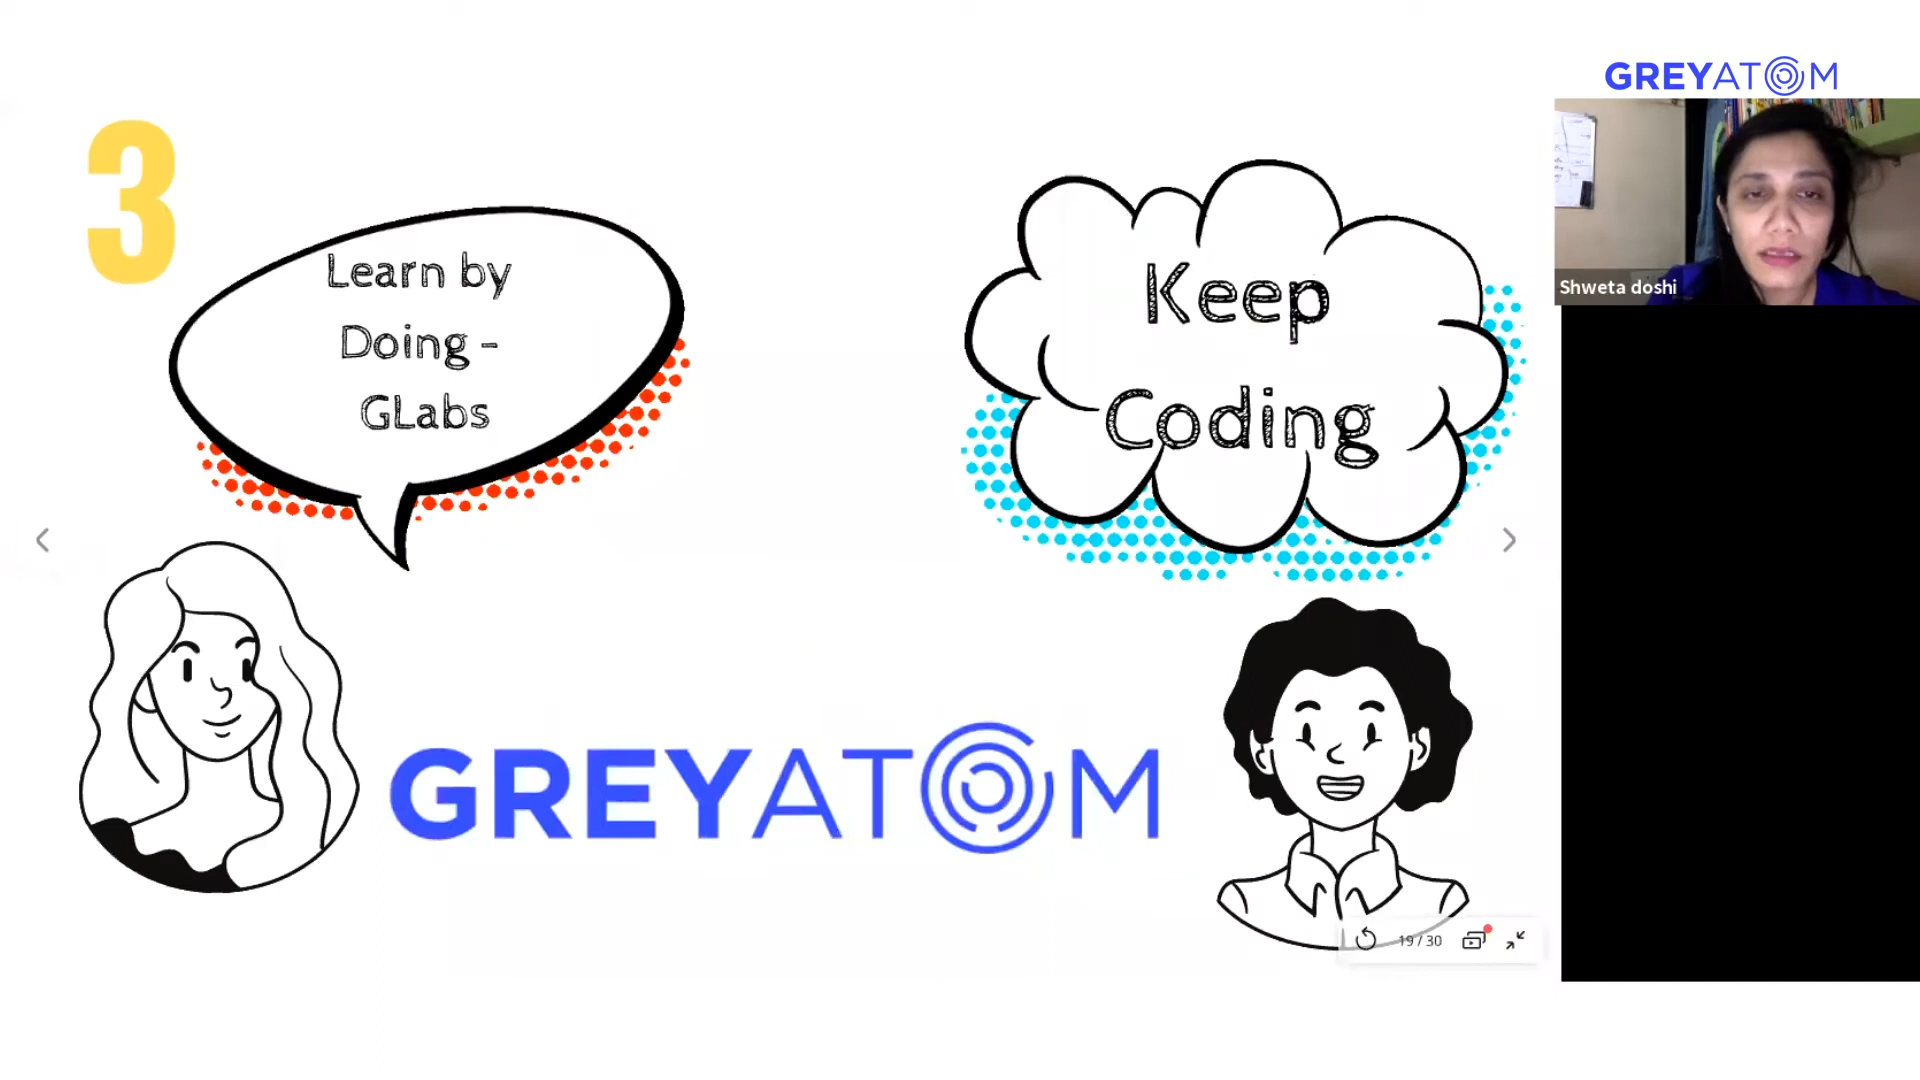 GREYATOM
3
Learn by
Doing -
GLabs
Keep
Coding
Shweta doshi
GREYATOM
19 / 30